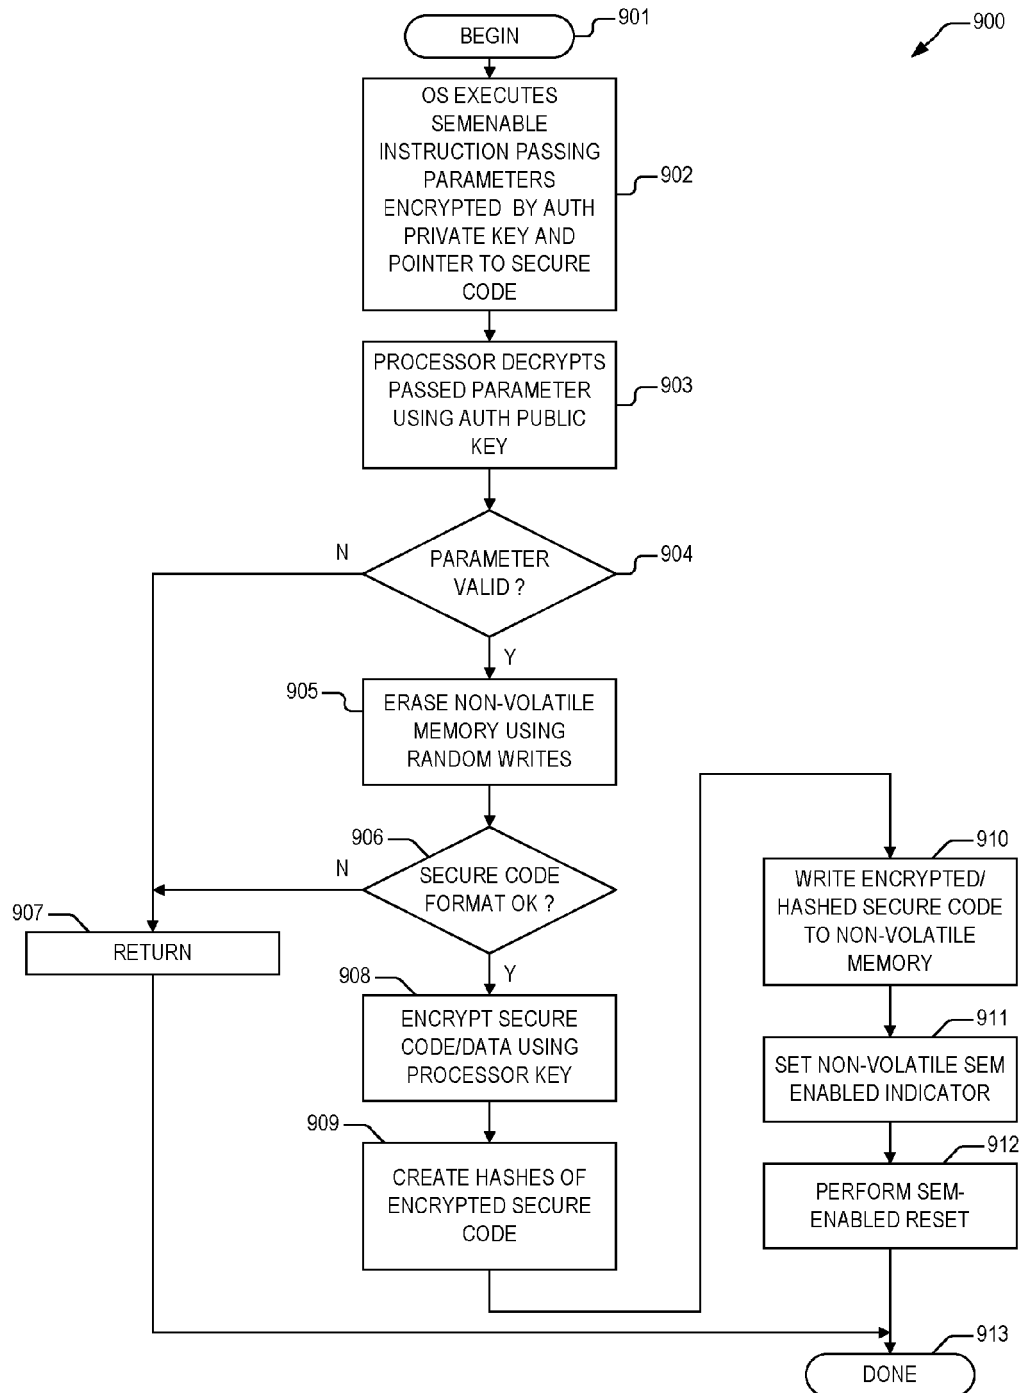 BEGIN
901
900
OS EXECUTES
SEMENABLE
INSTRUCTION PASSING
PARAMETERS
ENCRYPTED BY AUTH
PRIVATE KEY AND
POINTER TO SECURE
CODE
902
PROCESSOR DECRYPTS
PASSED PARAMETER
USING AUTH PUBLIC
KEY
903
N
PARAMETER
VALID ?
904
Y
905
ERASE NON-VOLATILE
MEMORY USING
RANDOM WRITES
906
N
SECURE CODE
FORMAT OK ?
907
RETURN
Y
908
ENCRYPT SECURE
CODE/DATA USING
PROCESSOR KEY
909
CREATE HASHES OF
ENCRYPTED SECURE
CODE
910
WRITE ENCRYPTED/
HASHED SECURE CODE
TO NON-VOLATILE
MEMORY
911
SET NON-VOLATILE SEM
ENABLED INDICATOR
912
PERFORM SEM-
ENABLED RESET
913
DONE